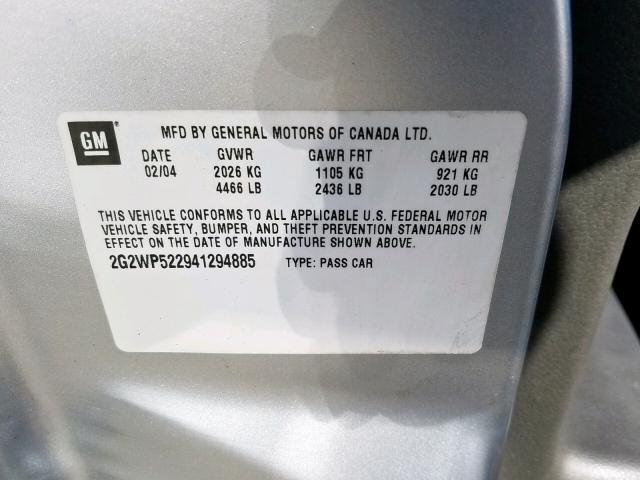 GM
MFD BY GENERAL MOTORS OF CANADA LTD.
DATE GVWR GAWR FRT GAWR RR
02/04 2026 KG 1105 KG 921 KG
4466 LB 2436 LB 2030 LB
THIS VEHICLE CONFORMS TO ALL APPLICABLE U.S. FEDERAL MOTOR
VEHICLE SAFETY, BUMPER, AND THEFT PREVENTION STANDARDS IN
EFFECT ON THE DATE OF MANUFACTURE SHOWN ABOVE.
2G2WP522941294885 TYPE: PASS CAR